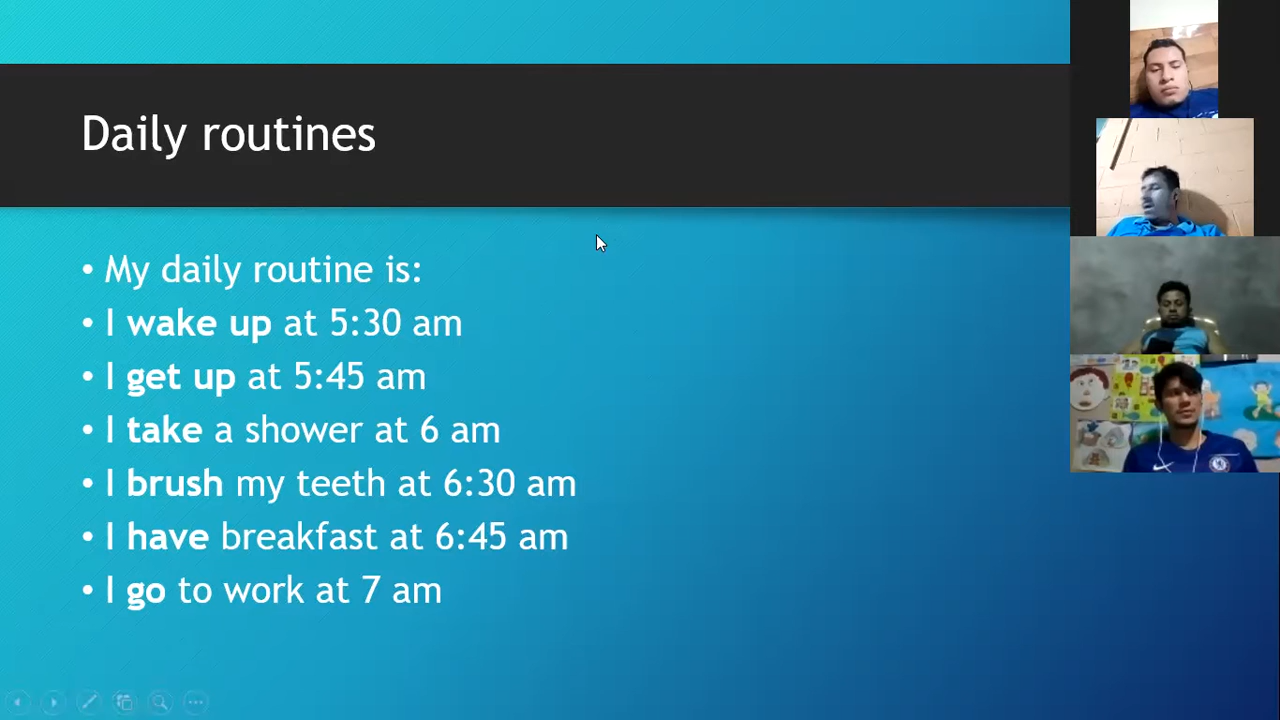 Daily routines
• My daily routine is:
• I wake up at 5:30 am
• I get up at 5:45 am
• I take a shower at 6 am
• I brush my teeth at 6:30 am
• I have breakfast at 6:45 am
• I go to work at 7 am